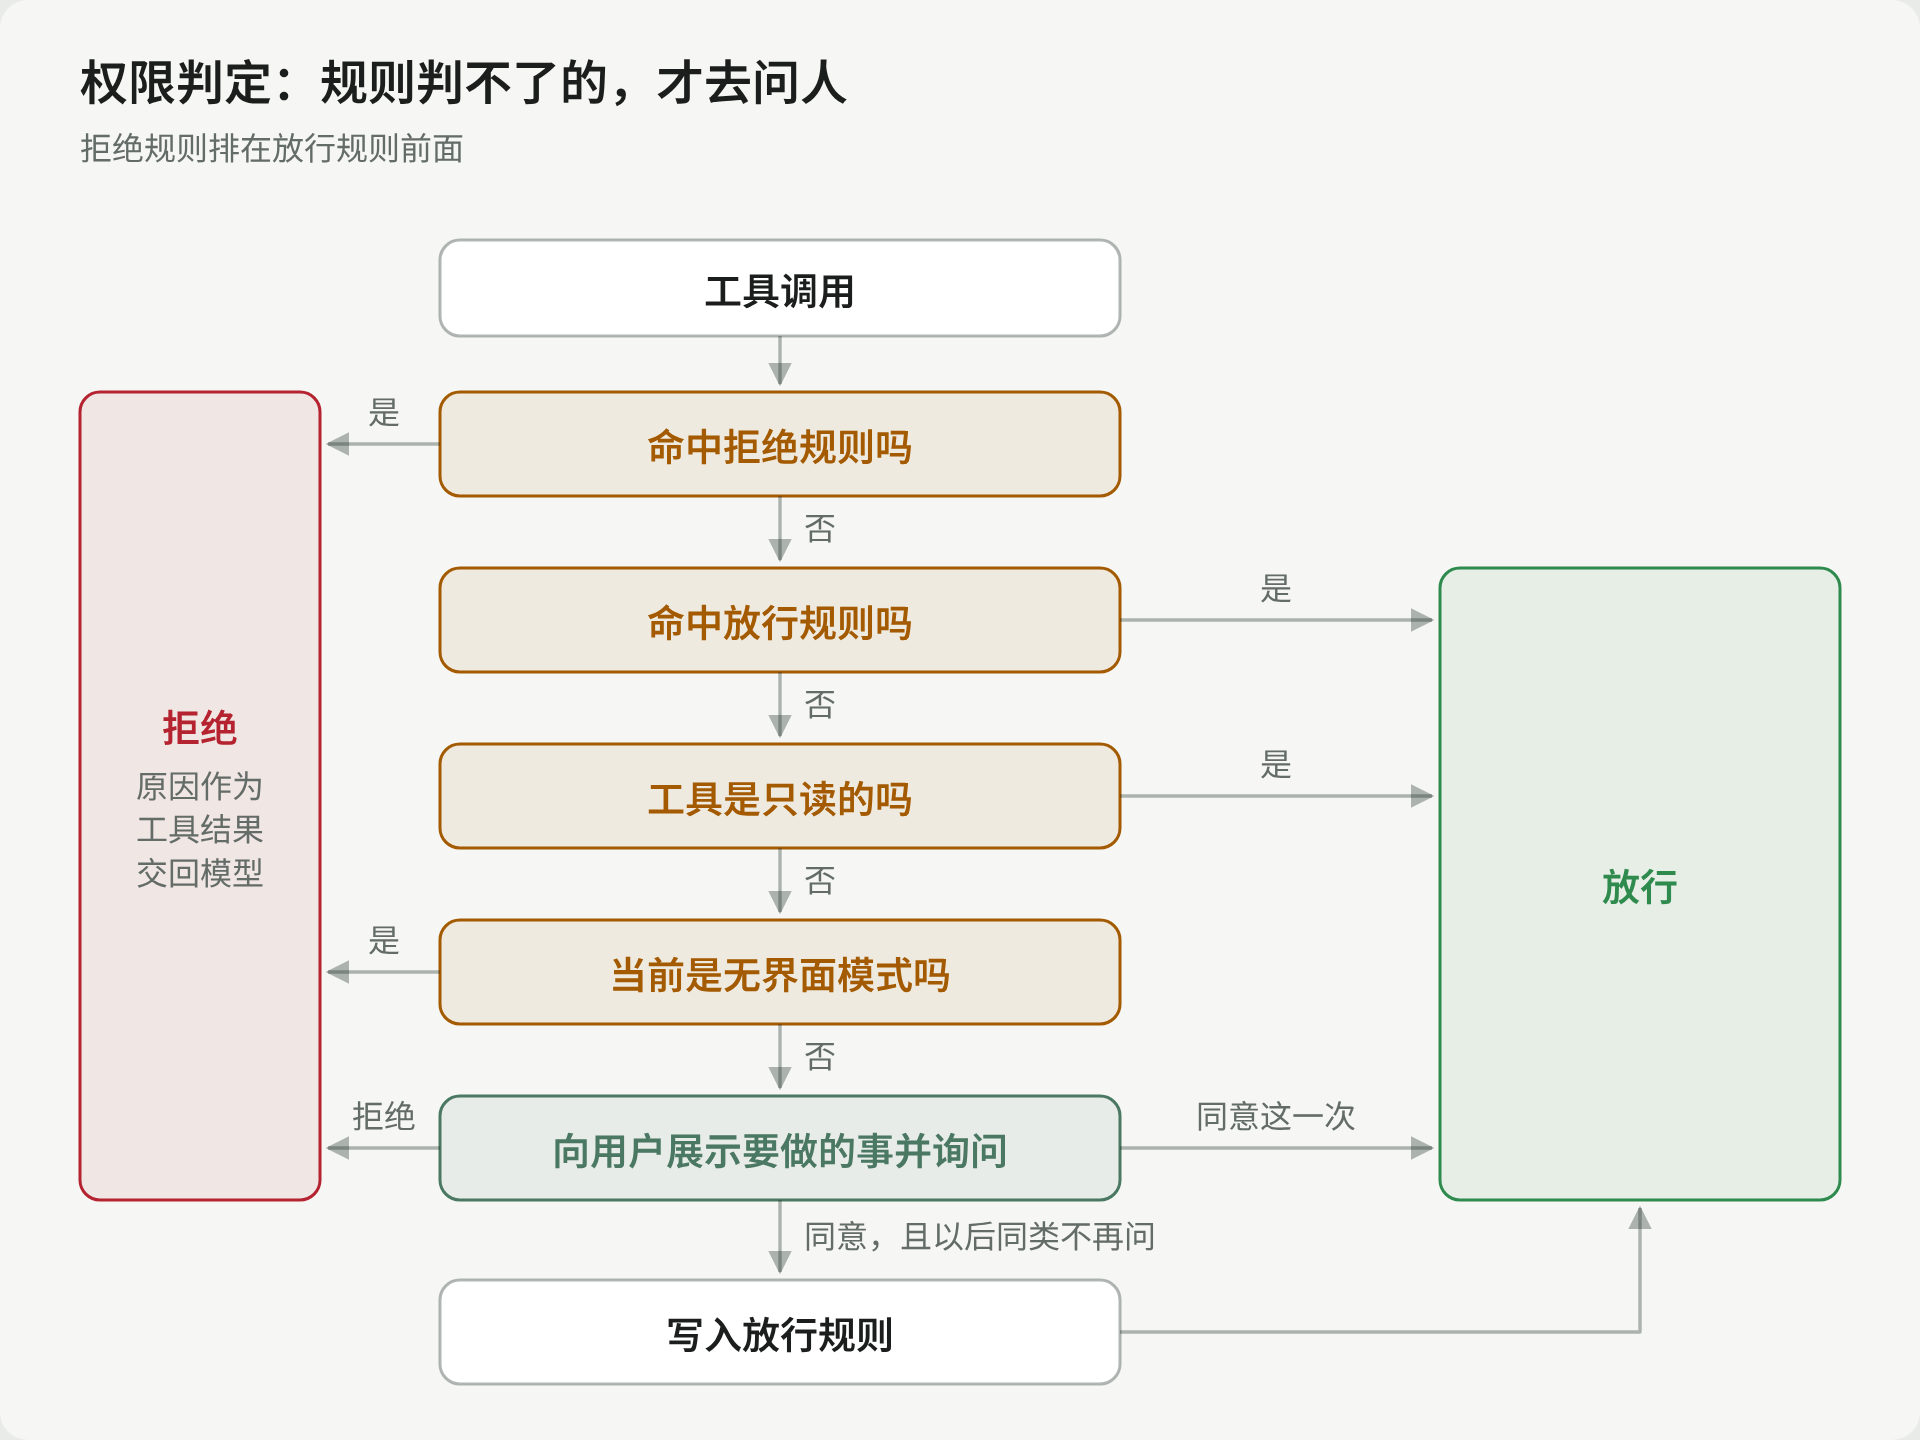 权限判定：规则判不了的，才去问人
拒绝规则排在放行规则前面
工具调用
是
命中拒绝规则吗
否
命中放行规则吗
是
否
工具是只读的吗
是
否
当前是无界面模式吗
是
否
拒绝
原因作为
工具结果
交回模型
放行
拒绝
向用户展示要做的事并询问
同意这一次
同意，且以后同类不再问
写入放行规则